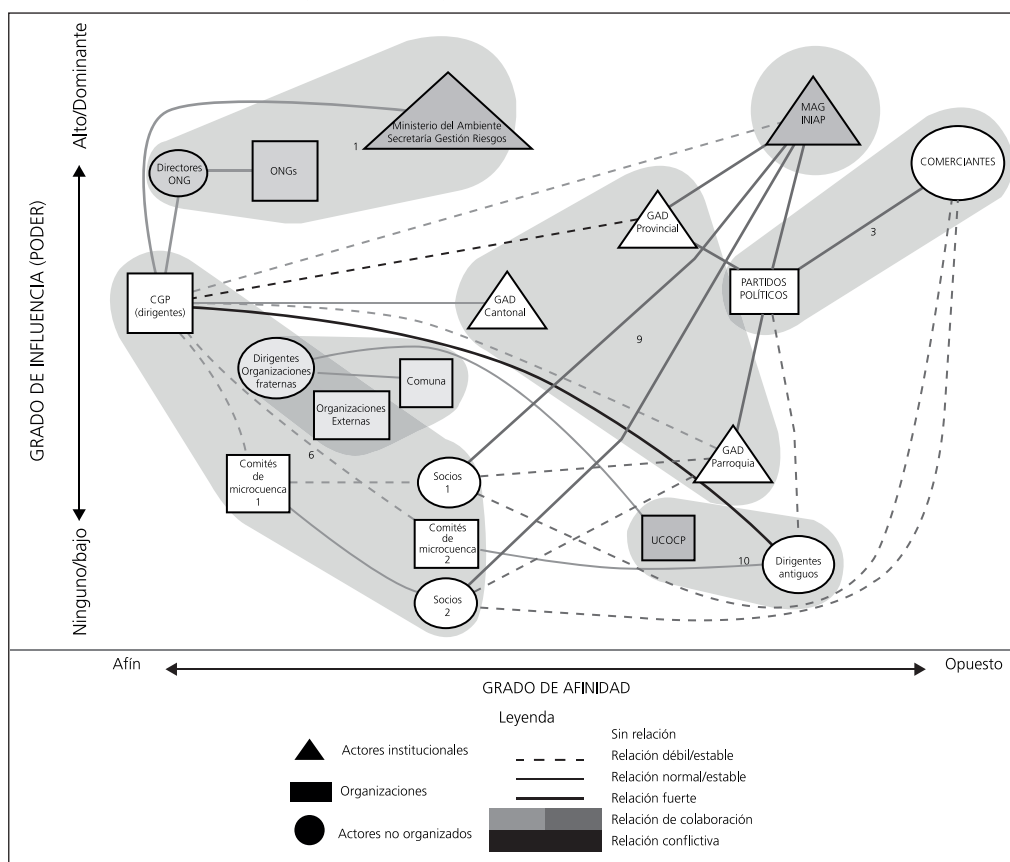 GRADO DE INFLUENCIA (PODER)
Alto/Dominante
Ninguno/bajo
Ministerio del Ambiente
Secretaría Gestión Riesgos
1
Directores
ONG
ONGs
MAG
INIAP
COMERCIANTES
GAD
Provincial
3
CGP
(dirigentes)
GAD
Cantonal
PARTIDOS
POLÍTICOS
9
Dirigentes
Organizaciones
fraternas
Comuna
Organizaciones
Externas
6
GAD
Parroquia
Comités
de
microcuenca
1
Socios
1
Comités
de
microcuenca
2
UCOCP
10
Dirigentes
antiguos
Socios
2
Afín
Opuesto
GRADO DE AFINIDAD
Leyenda
Actores institucionales
Organizaciones
Actores no organizados
Sin relación
Relación débil/estable
Relación normal/estable
Relación fuerte
Relación de colaboración
Relación conflictiva